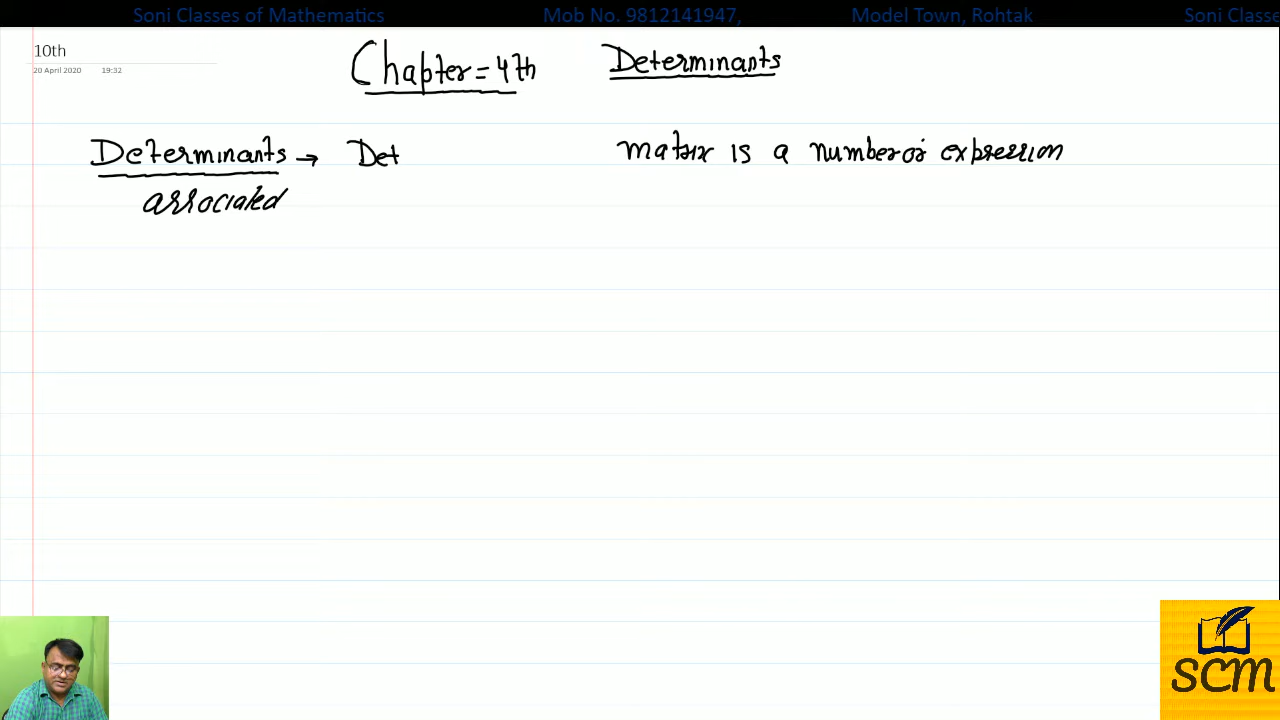 Soni Classes of Mathematics Mob No. 9812141947, Model Town, Rohtak Soni Classe
10th
20 April 2020 19:32
Chapter = 4th Determinants
Determinants → Det matrix is a number or expression
associated
SCM